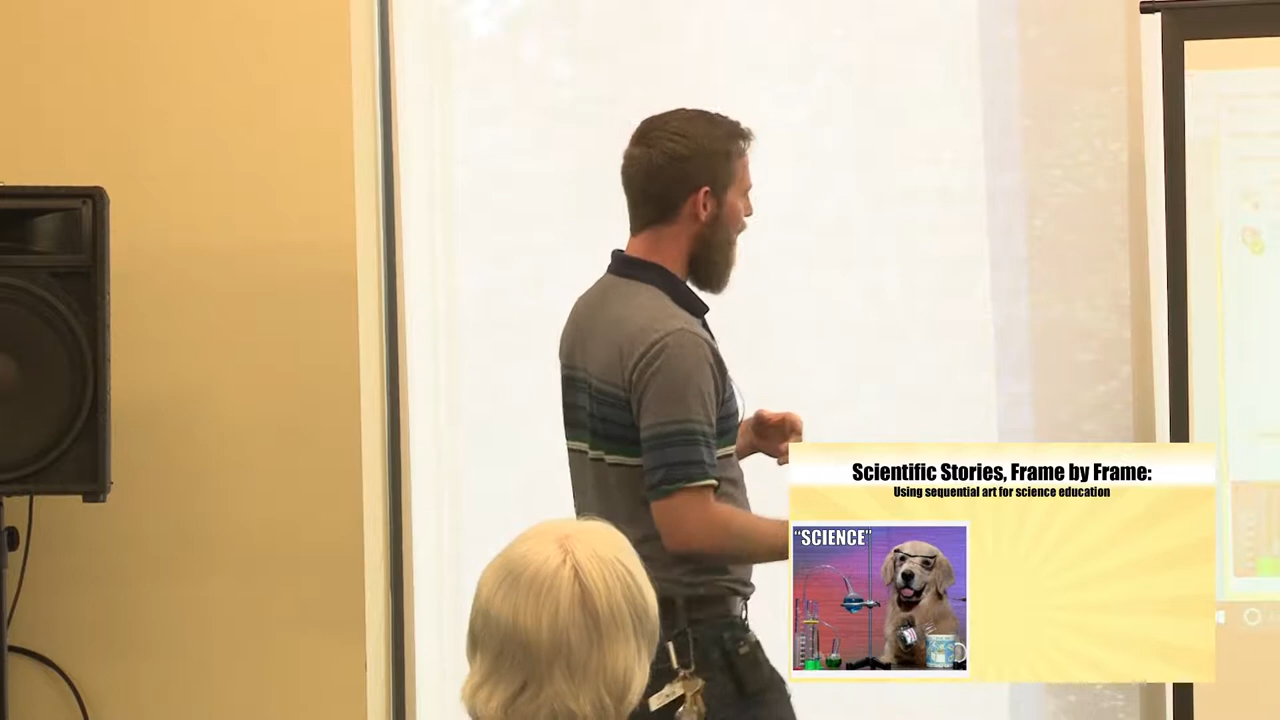 Scientific Stories, Frame by Frame:
Using sequential art for science education
"SCIENCE"